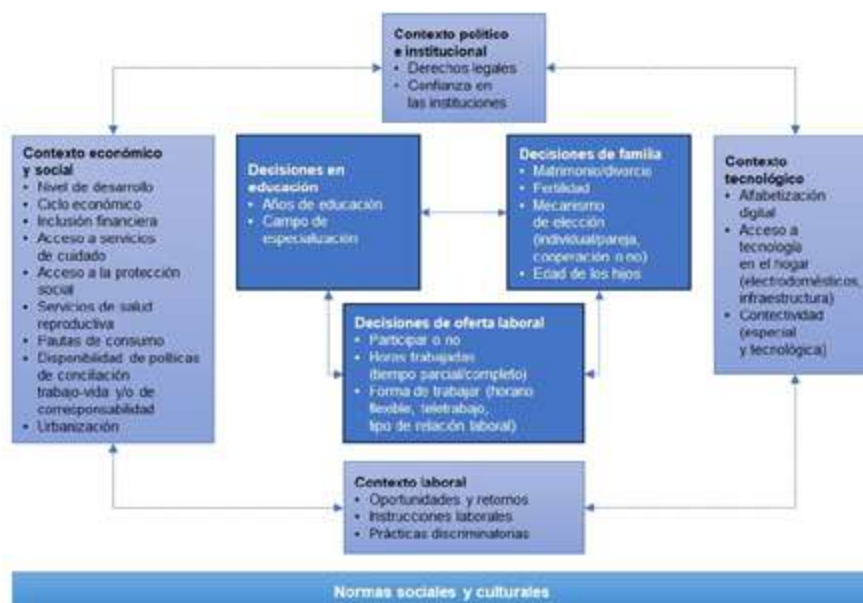 Contexto político
e institucional
• Derechos legales
• Confianza en
las instituciones
Contexto económico
y social
• Nivel de desarrollo
• Ciclo económico
• Inclusión financiera
• Acceso a servicios
de cuidado
• Acceso a la protección
social
• Servicios de salud
reproductiva
• Pautas de consumo
• Disponibilidad de políticas
de conciliación
trabajo-vida y/o de
corresponsabilidad
• Urbanización
Decisiones en
educación
• Años de educación
• Campo de
especialización
Decisiones de familia
• Matrimonio/divorcio
• Fertilidad
• Mecanismo
de elección
(individual/pareja,
cooperación o no)
• Edad de los hijos
Contexto
tecnológico
• Alfabetización
digital
• Acceso a
tecnología
en el hogar
(electrodomésticos,
infraestructura)
• Contectividad
(especial
y tecnológica)
Decisiones de oferta laboral
• Participar o no
• Horas trabajadas
(tiempo parcial/completo)
• Forma de trabajar (horario
flexible, teletrabajo,
tipo de relación laboral)
Contexto laboral
• Oportunidades y retornos
• Instrucciones laborales
• Prácticas discriminatorias
Normas sociales y culturales